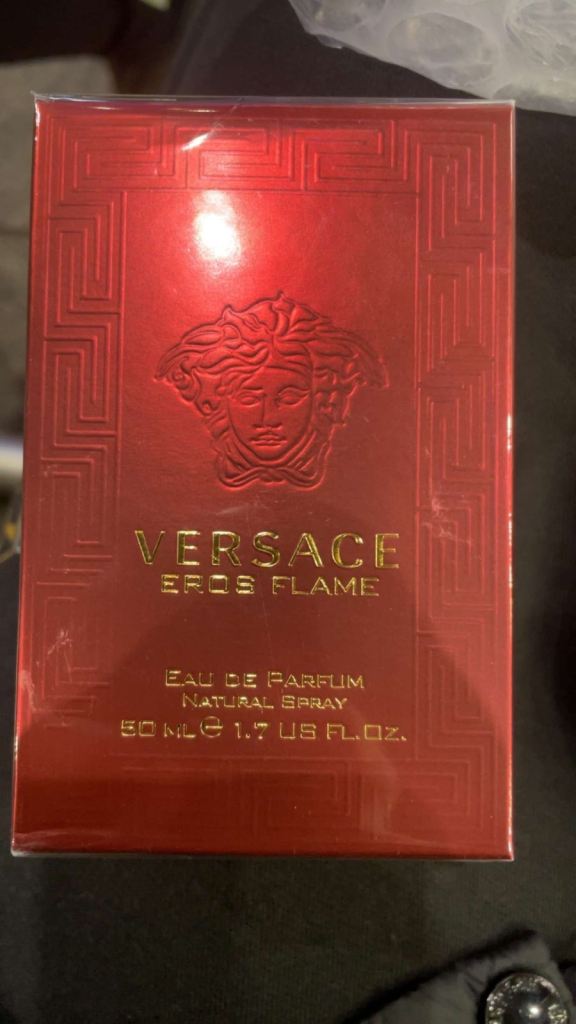 VERSACE
EROS FLAME
EAU DE PARFUM
NATURAL SPRAY
50 ML ℮ 1.7 US FL.OZ.